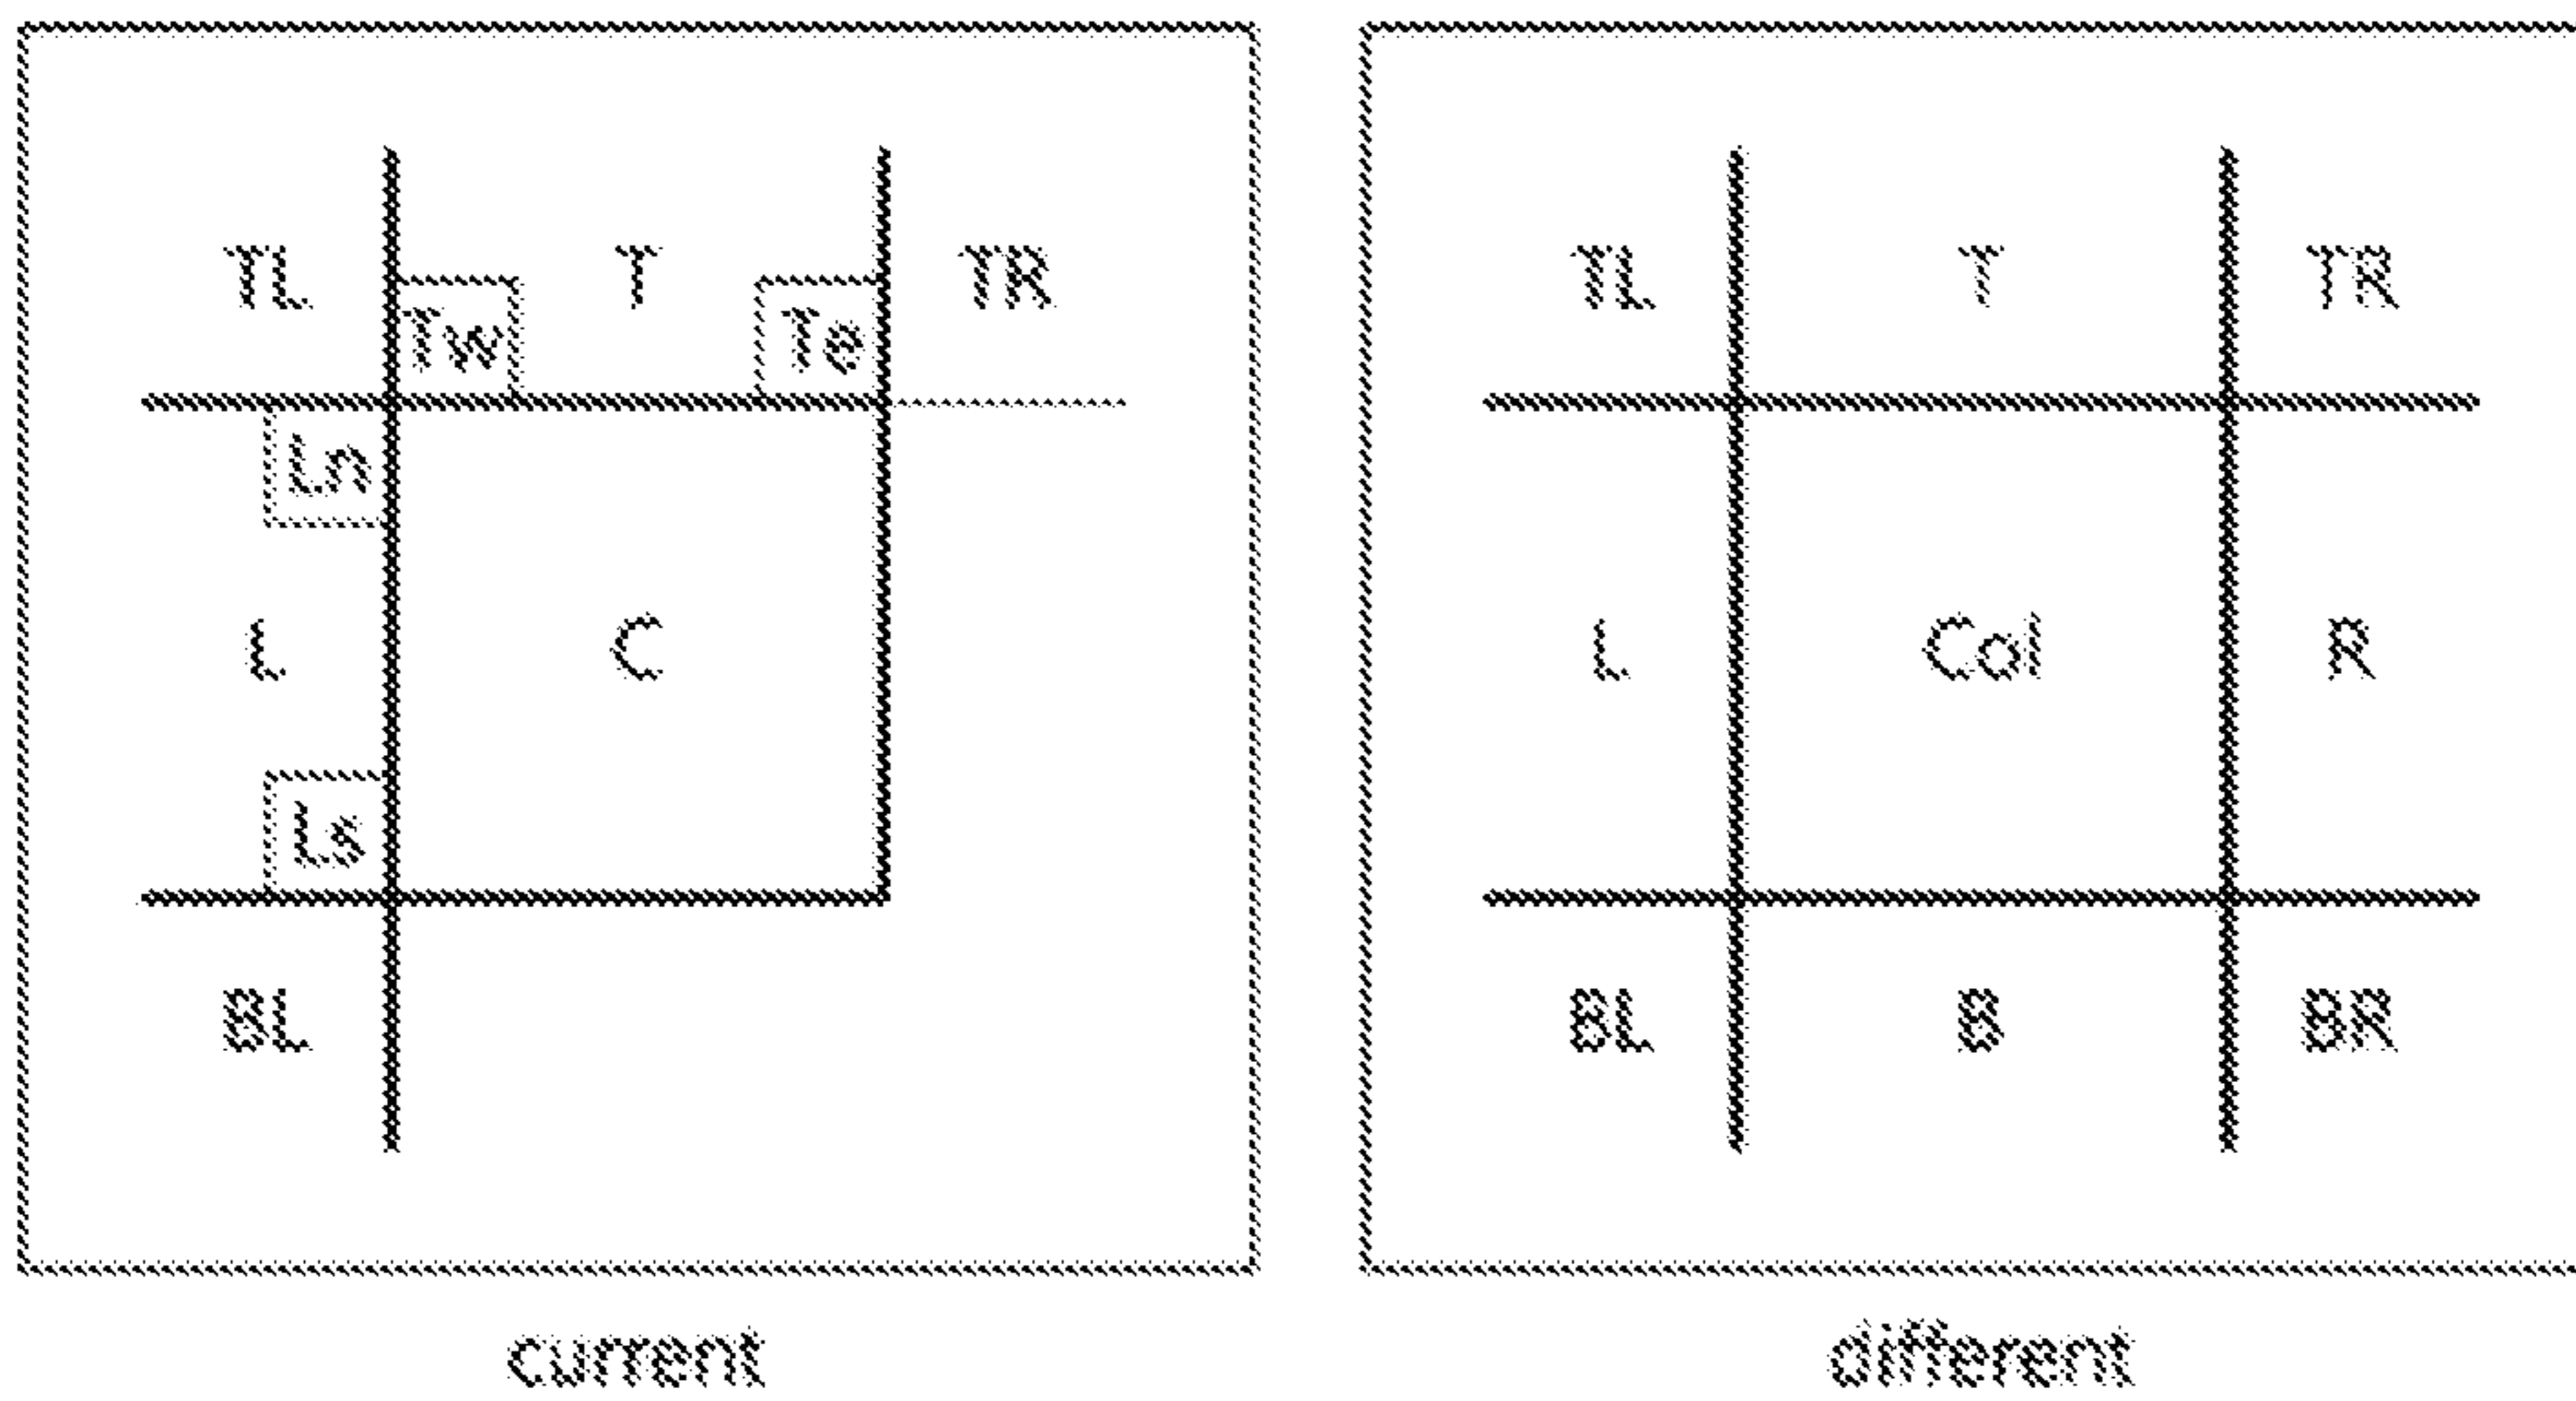 TL T TR
Tw Te
Ln
L C
Ls
BL
current
TL T TR
L Col R
BL B BR
different